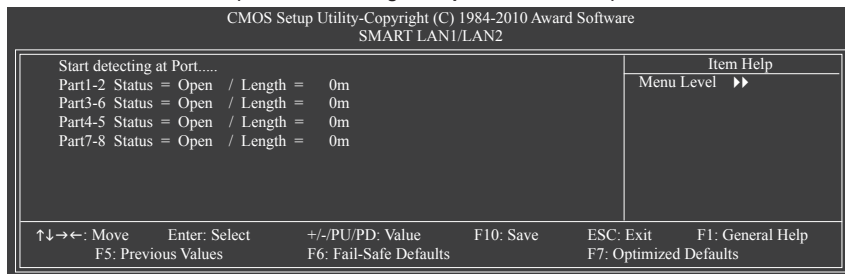 CMOS Setup Utility-Copyright (C) 1984-2010 Award Software
SMART LAN1/LAN2
Start detecting at Port.....
Part1-2 Status = Open / Length = 0m
Part3-6 Status = Open / Length = 0m
Part4-5 Status = Open / Length = 0m
Part7-8 Status = Open / Length = 0m
Item Help
Menu Level ▶▶
↑↓→←: Move Enter: Select +/-/PU/PD: Value F10: Save ESC: Exit F1: General Help
F5: Previous Values F6: Fail-Safe Defaults F7: Optimized Defaults